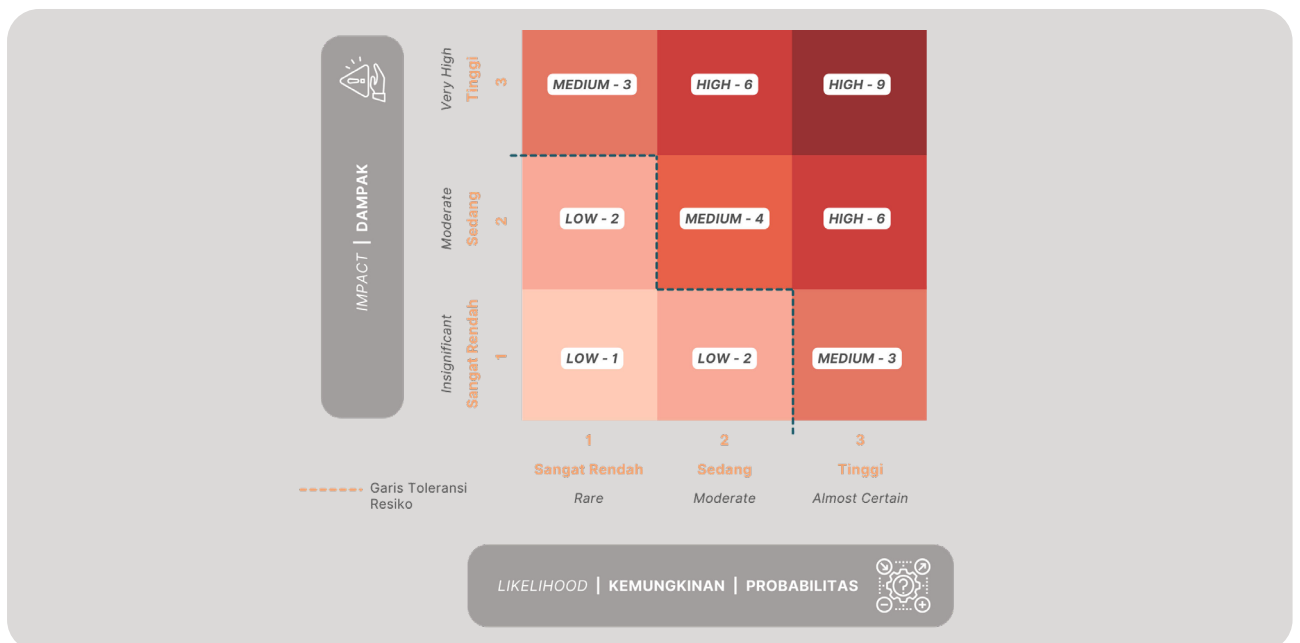 IMPACT | DAMPAK
Very High
Tinggi
3
MEDIUM - 3
HIGH - 6
HIGH - 9
Moderate
Sedang
2
LOW - 2
MEDIUM - 4
HIGH - 6
Insignificant
Sangat Rendah
1
LOW - 1
LOW - 2
MEDIUM - 3
1
2
3
Sangat Rendah
Sedang
Tinggi
Rare
Moderate
Almost Certain
Garis Toleransi
Resiko
LIKELIHOOD | KEMUNGKINAN | PROBABILITAS